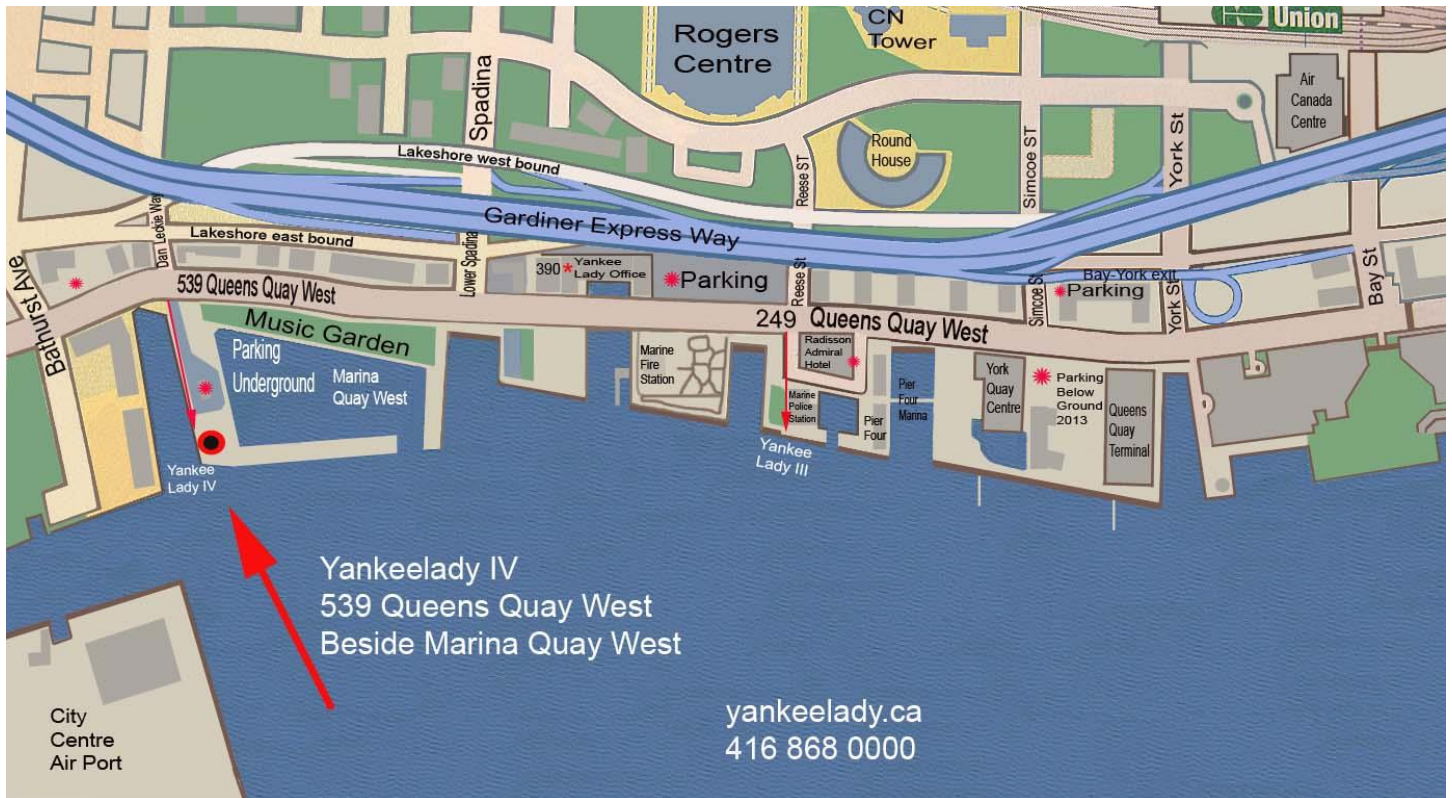 Rogers
Centre
CN
Tower
Union
Air
Canada
Centre
Spadina
Lakeshore west bound
Round
House
Reese ST
Simcoe ST
York St
Gardiner Express Way
Dan Leckie Way
Lakeshore east bound
Lower Spadina
Bathurst Ave
390* Yankee
Lady Office
Parking
Reese St
Simcoe St
Bay-York exit
Parking
York St
Bay St
539 Queens Quay West
249 Queens Quay West
Music Garden
Parking
Underground
Marina
Quay West
Marine
Fire
Station
Radisson
Admiral
Hotel
Marine
Police
Station
Pier
Four
Pier
Four
Marina
York
Quay
Centre
Parking
Below
Ground
2013
Queens
Quay
Terminal
Yankee
Lady IV
Yankee
Lady III
Yankeelady IV
539 Queens Quay West
Beside Marina Quay West
yankeelady.ca
416 868 0000
City
Centre
Air Port